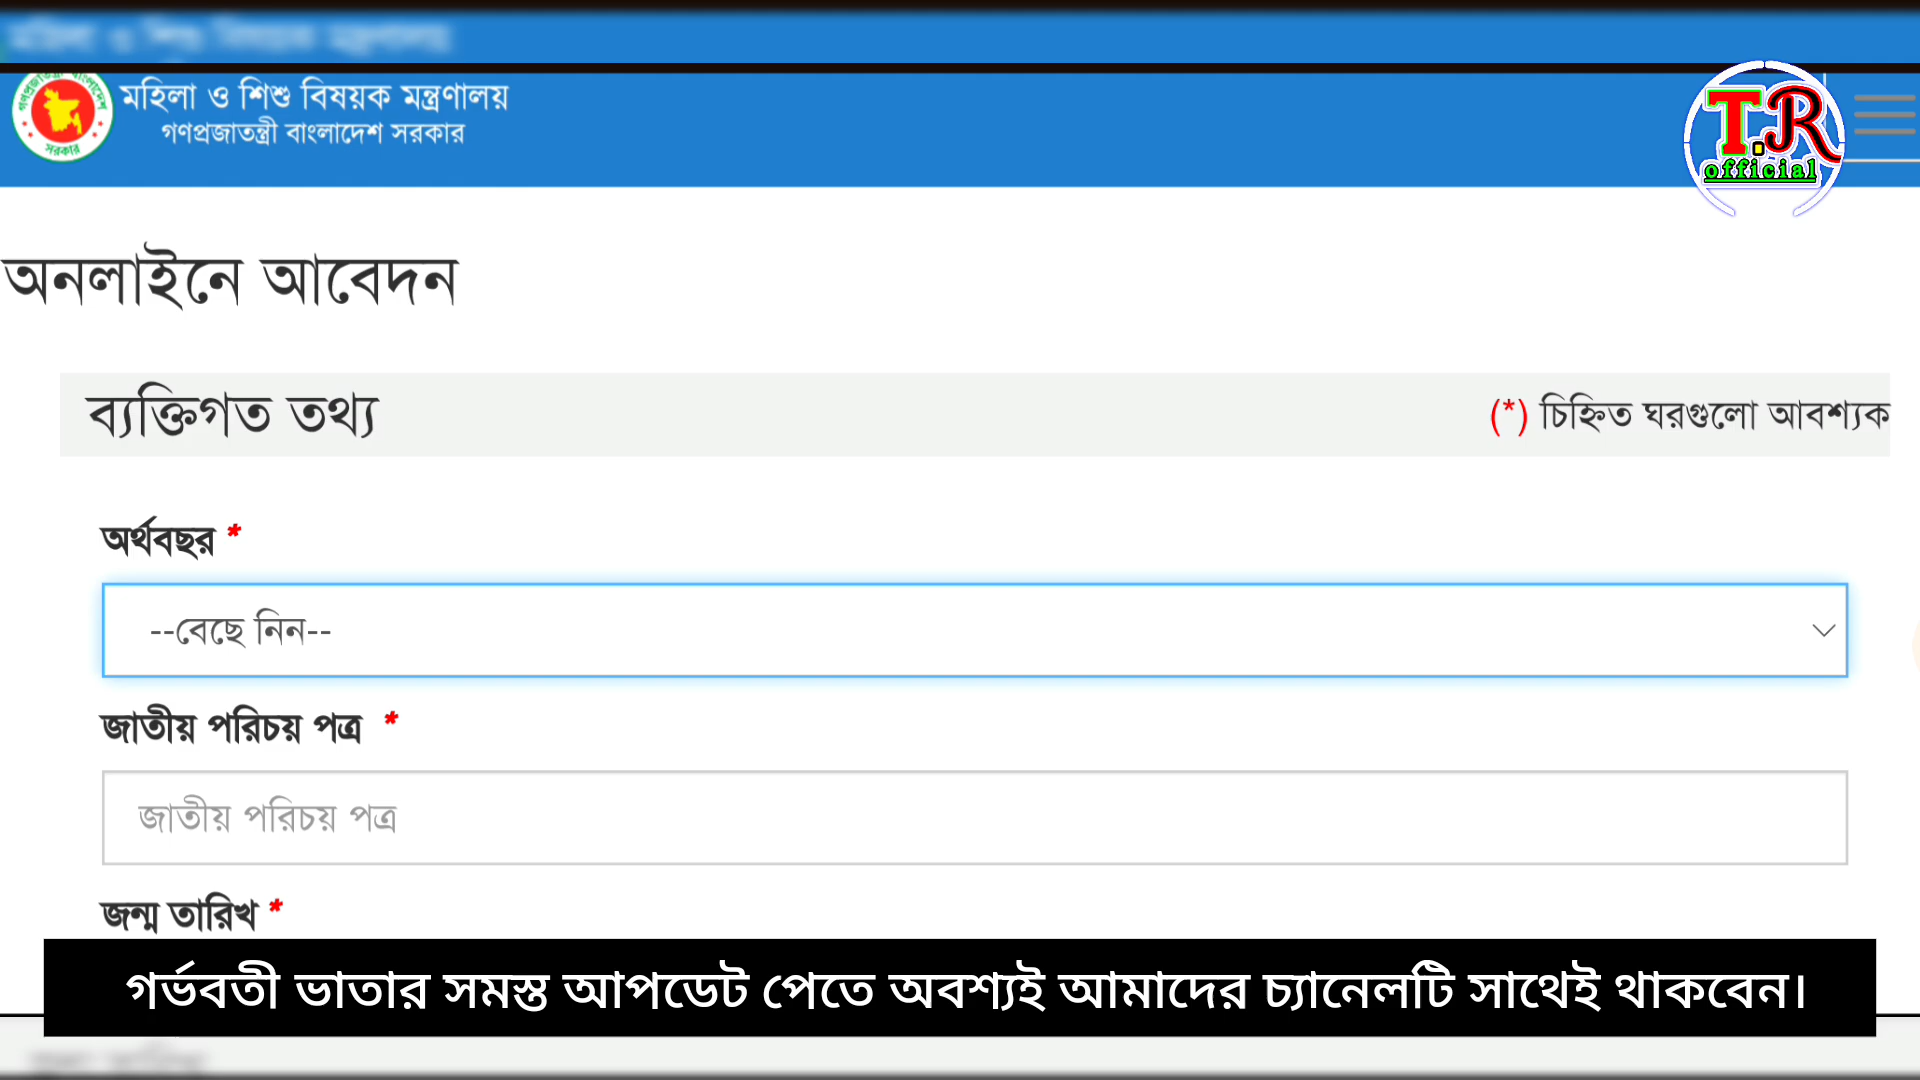 মহিলা ও শিশু বিষয়ক মন্ত্রণালয়
গণপ্রজাতন্ত্রী বাংলাদেশ সরকার
সরকার
T.R
official
অনলাইনে আবেদন
ব্যক্তিগত তথ্য
(*) চিহ্নিত ঘরগুলো আবশ্যক
অর্থবছর *
--বেছে নিন--
জাতীয় পরিচয় পত্র *
জাতীয় পরিচয় পত্র
জন্ম তারিখ *
গর্ভবতী ভাতার সমস্ত আপডেট পেতে অবশ্যই আমাদের চ্যানেলটি সাথেই থাকবেন।